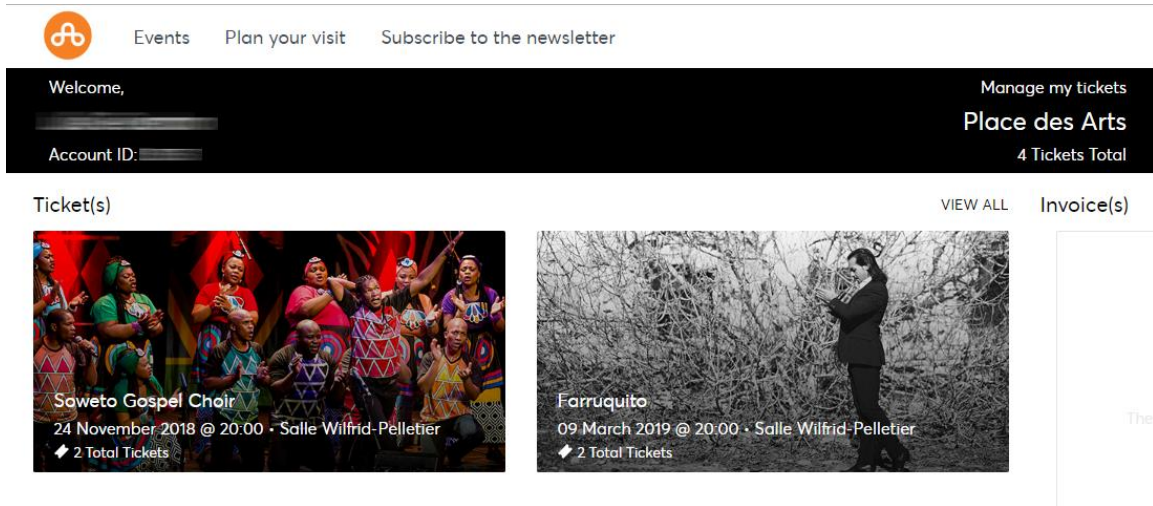 Events Plan your visit Subscribe to the newsletter
Welcome,
Manage my tickets
Place des Arts
Account ID:
4 Tickets Total
Ticket(s)
VIEW ALL
Invoice(s)
Soweto Gospel Choir
24 November 2018 @ 20:00 • Salle Wilfrid-Pelletier
2 Total Tickets
Farruquito
09 March 2019 @ 20:00 • Salle Wilfrid-Pelletier
2 Total Tickets
The